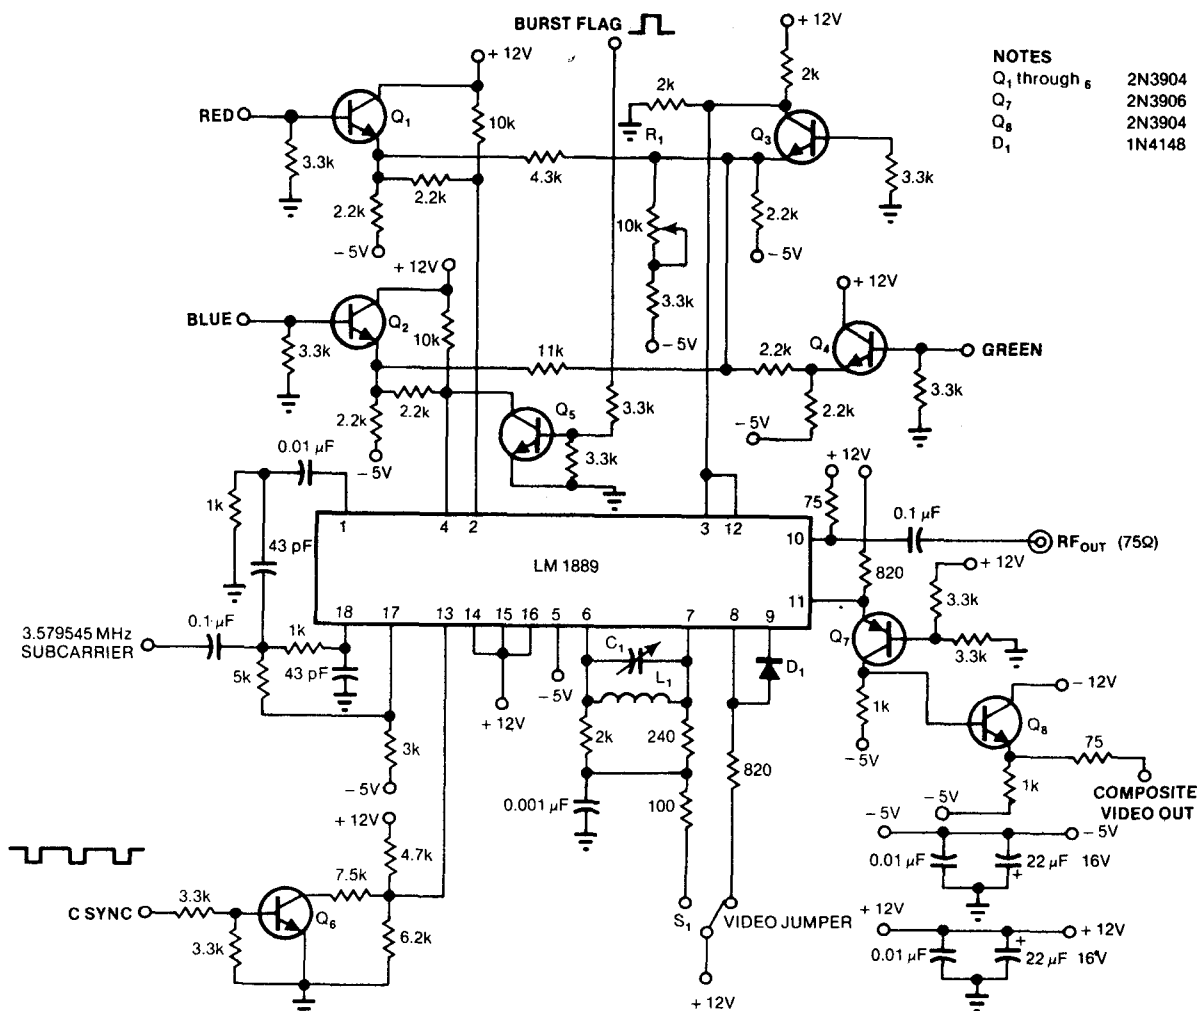 BURST FLAG
+ 12V
+ 12V
NOTES
Q1 through 6 2N3904
Q7 2N3906
Q8 2N3904
D1 1N4148
2k
2k
RED
Q1
10k
R1
Q3
3.3k
4.3k
3.3k
2.2k
2.2k
10k
2.2k
– 5V
– 5V
+ 12V
3.3k
+ 12V
BLUE
Q2
10k
– 5V
Q4
GREEN
3.3k
11k
2.2k
3.3k
2.2k
2.2k
Q5
3.3k
2.2k
– 5V
– 5V
3.3k
0.01 µF
+ 12V
1k
75
0.1 µF
1
4
2
3
12
10
RFOUT (75Ω)
43 pF
LM 1889
820
+ 12V
11
3.3k
18
17
13
14
15
16
5
6
7
8
9
0.1 µF
Q7
3.579545 MHz
SUBCARRIER
1k
C1
L1
D1
3.3k
5k
43 pF
– 5V
– 12V
+ 12V
1k
Q8
3k
2k
240
820
75
– 5V
– 5V
1k
COMPOSITE
VIDEO OUT
0.001 µF
100
– 5V
+ 12V
– 5V
– 5V
4.7k
0.01 µF
22 µF 16V
+
7.5k
3.3k
C SYNC
Q6
S1
VIDEO JUMPER
+ 12V
+
+ 12V
3.3k
6.2k
0.01 µF
22 µF 16V
+ 12V